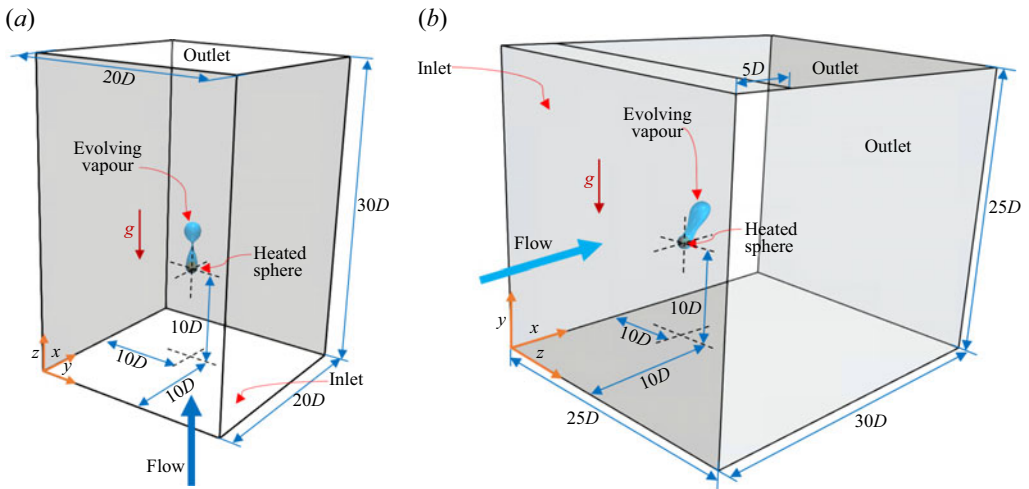 (a)
Outlet
20D
Evolving
vapour
g
30D
Heated
sphere
10D
z
x
y
10D
10D
Inlet
20D
Flow
(b)
5D
Outlet
Inlet
Evolving
vapour
Outlet
g
25D
Heated
sphere
Flow
10D
y
x
z
10D
10D
25D
30D